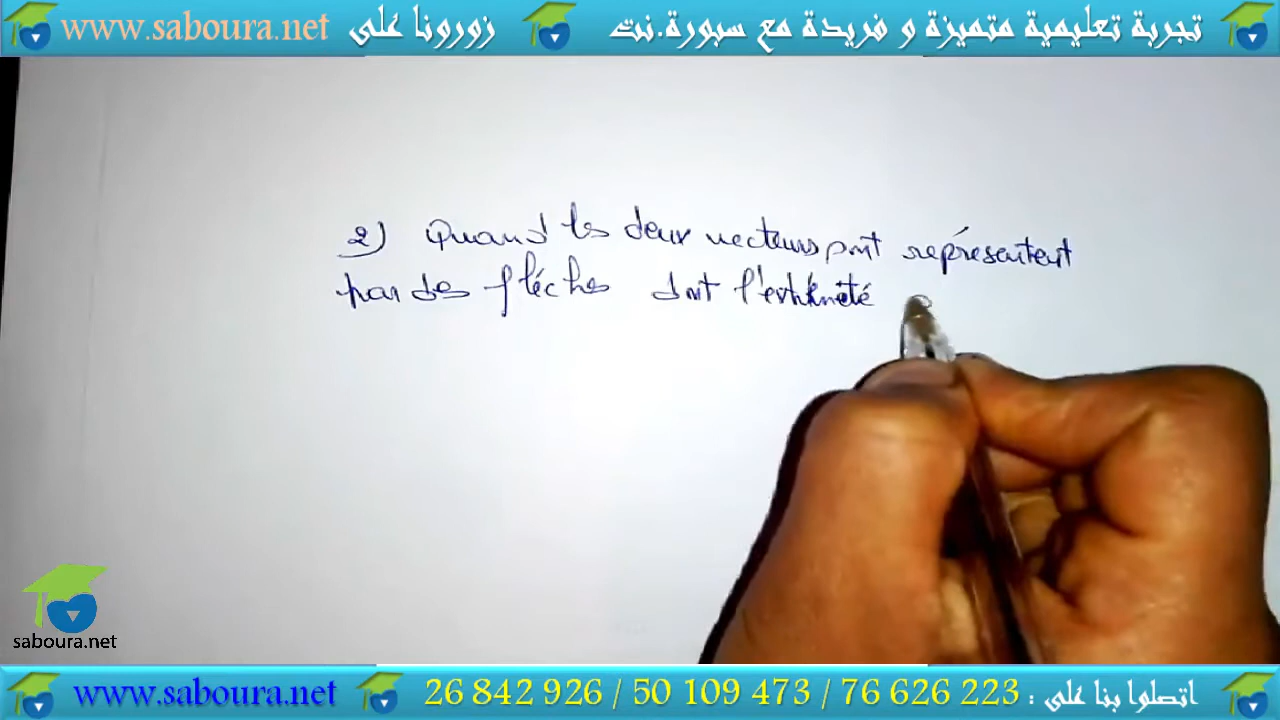 www.saboura.net زورونا على تجربة تعليمية متميزة و فريدة مع سبورة.نت
2) Quand les deux vecteurs sont représentent
par des fléches dont l'extrémité
saboura.net
www.saboura.net 26 842 926 / 50 109 473 / 76 626 223 : اتصلوا بنا على